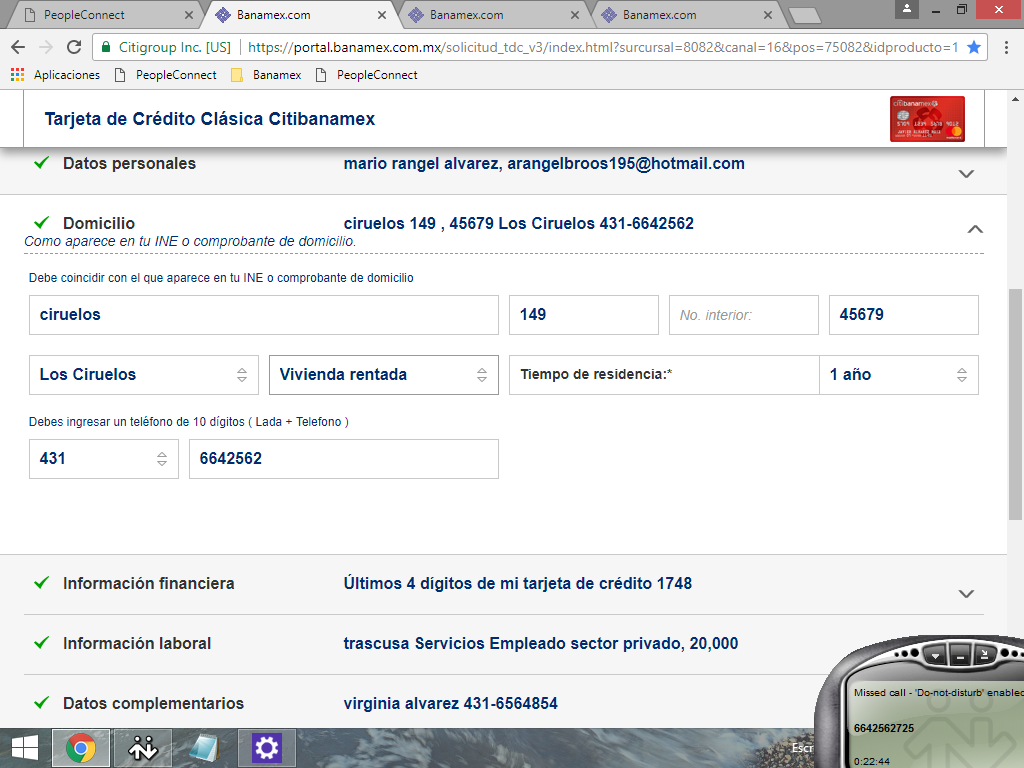 PeopleConnect
Banamex.com
Banamex.com
Banamex.com
Citigroup Inc. [US] https://portal.banamex.com.mx/solicitud_tdc_v3/index.html?surcursal=8082&canal=16&pos=75082&idproducto=1
Aplicaciones PeopleConnect Banamex PeopleConnect
Tarjeta de Crédito Clásica Citibanamex
citibanamex
Datos personales mario rangel alvarez, arangelbroos195@hotmail.com
Domicilio ciruelos 149 , 45679 Los Ciruelos 431-6642562
Como aparece en tu INE o comprobante de domicilio.
Debe coincidir con el que aparece en tu INE o comprobante de domicilio
ciruelos 149 No. interior: 45679
Los Ciruelos Vivienda rentada Tiempo de residencia:* 1 año
Debes ingresar un teléfono de 10 dígitos ( Lada + Telefono )
431 6642562
Información financiera Últimos 4 dígitos de mi tarjeta de crédito 1748
Información laboral trascusa Servicios Empleado sector privado, 20,000
Datos complementarios virginia alvarez 431-6564854
Missed call - 'Do-not-disturb' enabled
6642562725
0:22:44
Escr